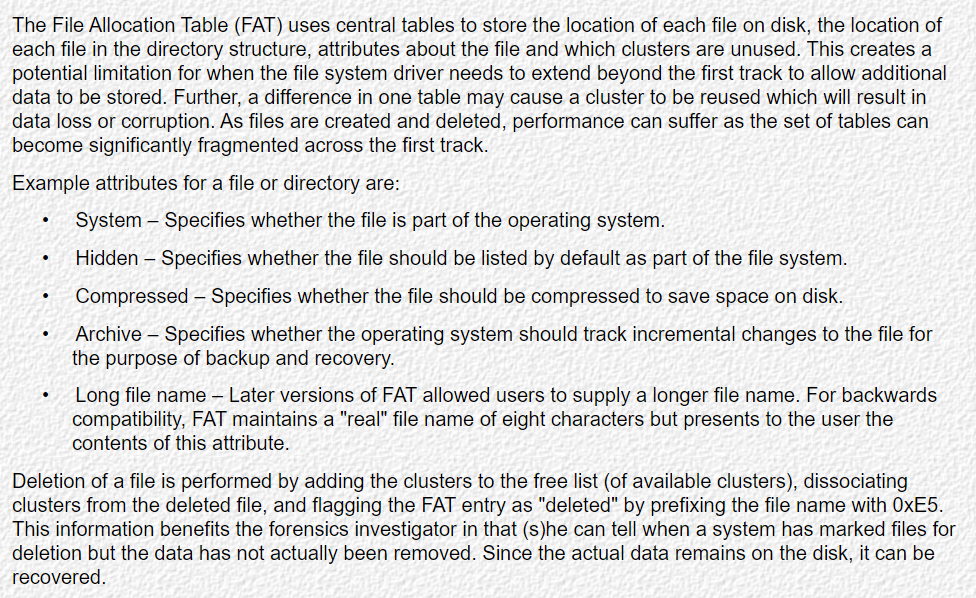 The File Allocation Table (FAT) uses central tables to store the location of each file on disk, the location of
each file in the directory structure, attributes about the file and which clusters are unused. This creates a
potential limitation for when the file system driver needs to extend beyond the first track to allow additional
data to be stored. Further, a difference in one table may cause a cluster to be reused which will result in
data loss or corruption. As files are created and deleted, performance can suffer as the set of tables can
become significantly fragmented across the first track.
Example attributes for a file or directory are:
• System – Specifies whether the file is part of the operating system.
• Hidden – Specifies whether the file should be listed by default as part of the file system.
• Compressed – Specifies whether the file should be compressed to save space on disk.
• Archive – Specifies whether the operating system should track incremental changes to the file for
the purpose of backup and recovery.
• Long file name – Later versions of FAT allowed users to supply a longer file name. For backwards
compatibility, FAT maintains a "real" file name of eight characters but presents to the user the
contents of this attribute.
Deletion of a file is performed by adding the clusters to the free list (of available clusters), dissociating
clusters from the deleted file, and flagging the FAT entry as "deleted" by prefixing the file name with 0xE5.
This information benefits the forensics investigator in that (s)he can tell when a system has marked files for
deletion but the data has not actually been removed. Since the actual data remains on the disk, it can be
recovered.